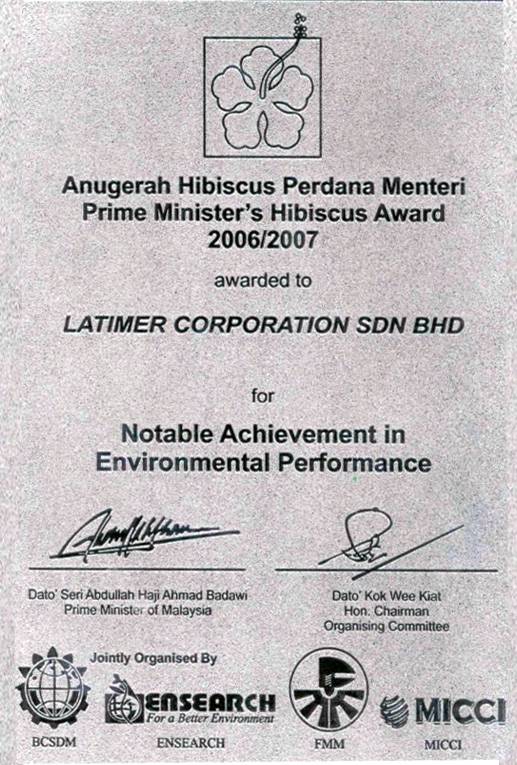 Anugerah Hibiscus Perdana Menteri
Prime Minister's Hibiscus Award
2006/2007
awarded to
LATIMER CORPORATION SDN BHD
for
Notable Achievement in
Environmental Performance
Dato' Seri Abdullah Haji Ahmad Badawi
Prime Minister of Malaysia
Dato' Kok Wee Kiat
Hon. Chairman
Organising Committee
Jointly Organised By
ENSEARCH
For a Better Environment
MICCI
BCSDM
ENSEARCH
FMM
MICCI